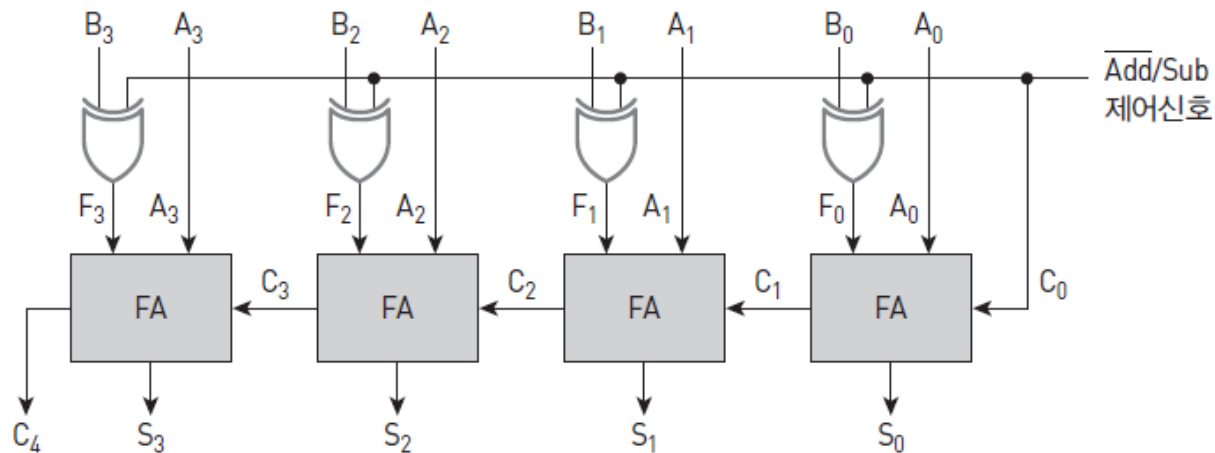 B₃ A₃ B₂ A₂ B₁ A₁ B₀ A₀
A̅d̅d̅/Sub
제어신호
F₃ A₃ F₂ A₂ F₁ A₁ F₀ A₀
C₃ C₂ C₁ C₀
FA FA FA FA
C₄ S₃ S₂ S₁ S₀